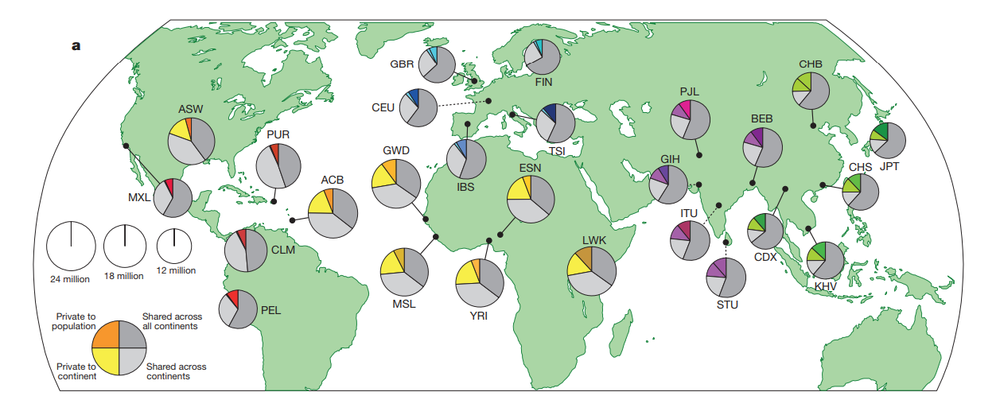 a
GBR
FIN
CHB
CEU
PJL
ASW
BEB
PUR
TSI
JPT
GWD
ESN
GIH
CHS
IBS
ACB
MXL
ITU
LWK
CDX
CLM
24 million
18 million
12 million
KHV
MSL
STU
YRI
PEL
Private to
population
Shared across
all continents
Private to
continent
Shared across
continents